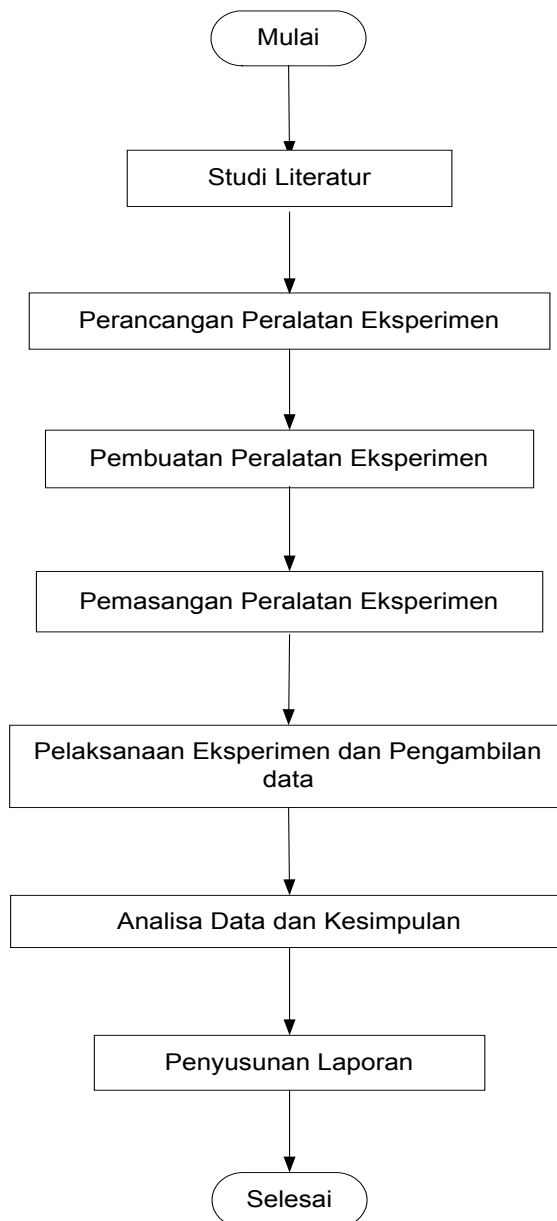 Mulai
Studi Literatur
Perancangan Peralatan Eksperimen
Pembuatan Peralatan Eksperimen
Pemasangan Peralatan Eksperimen
Pelaksanaan Eksperimen dan Pengambilan
data
Analisa Data dan Kesimpulan
Penyusunan Laporan
Selesai